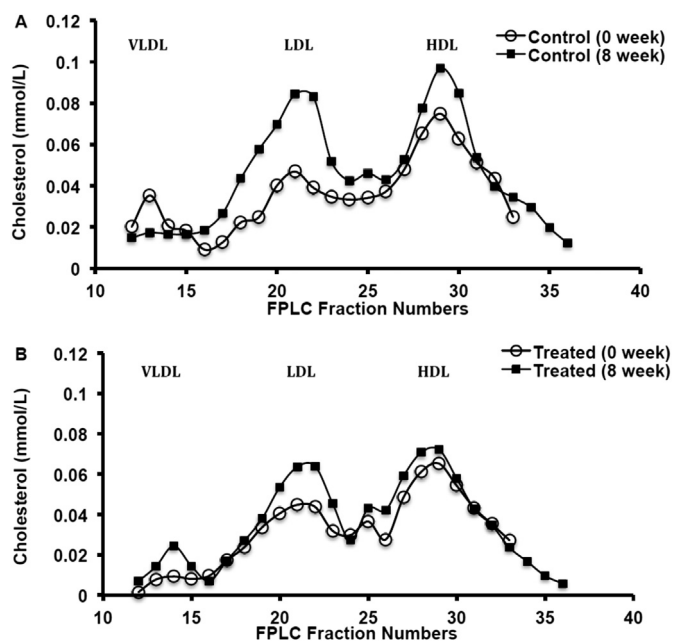 A
0.12
VLDL
LDL
HDL
Control (0 week)
Control (8 week)
0.1
0.08
0.06
0.04
0.02
0
Cholesterol (mmol/L)
10
15
20
25
30
35
40
FPLC Fraction Numbers
B
0.12
VLDL
LDL
HDL
Treated (0 week)
Treated (8 week)
0.1
0.08
0.06
0.04
0.02
0
Cholesterol (mmol/L)
10
15
20
25
30
35
40
FPLC Fraction Numbers